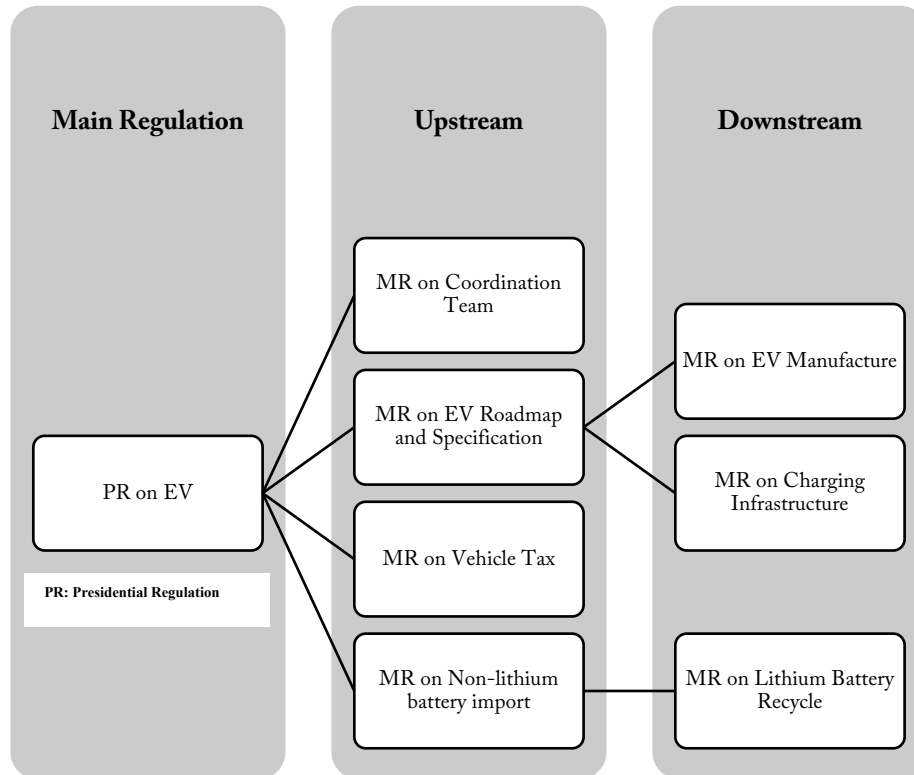 Main Regulation
Upstream
Downstream
MR on Coordination
Team
MR on EV Manufacture
MR on EV Roadmap
and Specification
PR on EV
MR on Charging
Infrastructure
MR on Vehicle Tax
PR: Presidential Regulation
MR on Non-lithium
battery import
MR on Lithium Battery
Recycle